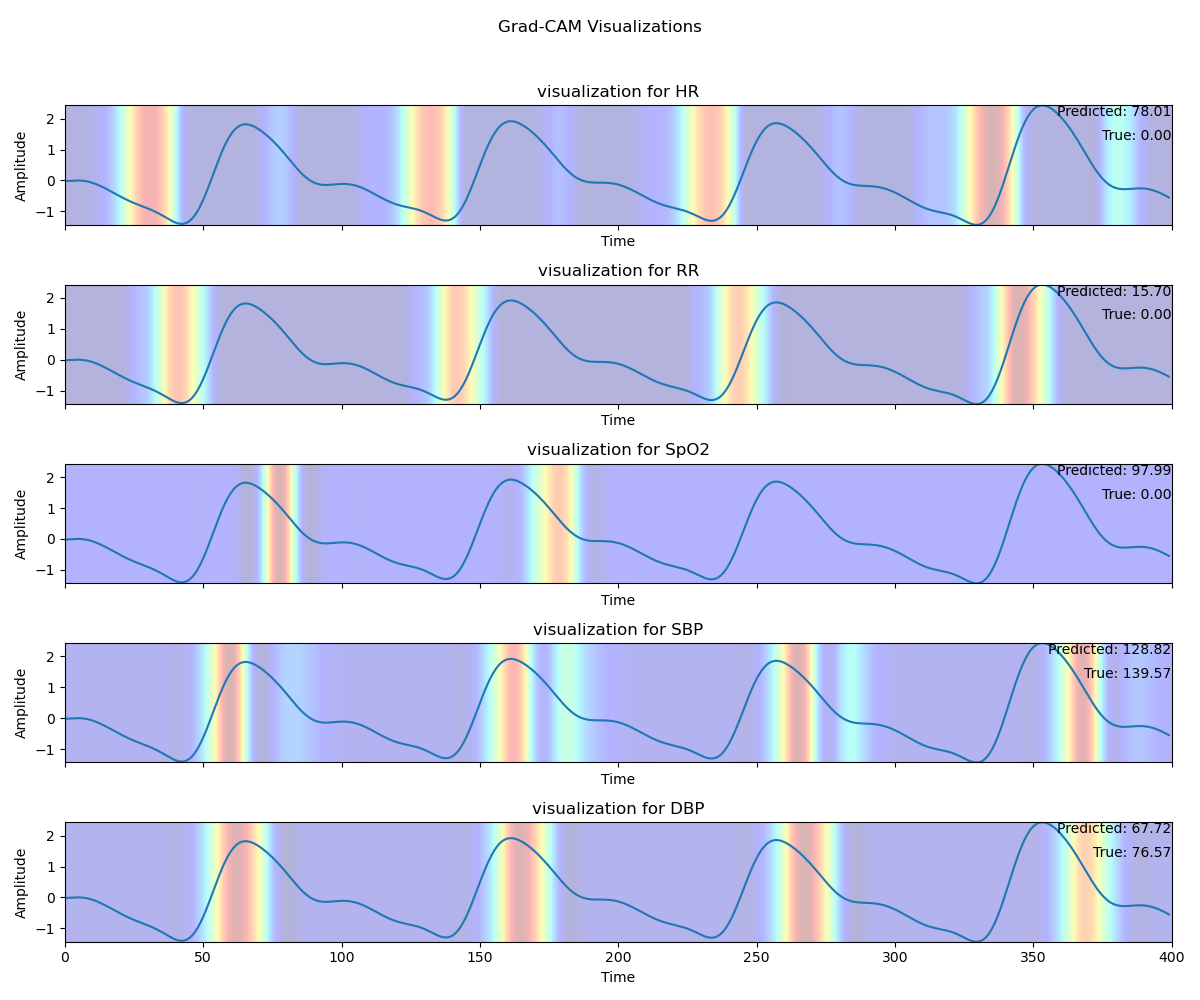 Grad-CAM Visualizations
visualization for HR
Amplitude
2
1
0
−1
Predicted: 78.01
True: 0.00
Time
visualization for RR
Amplitude
2
1
0
−1
Predicted: 15.70
True: 0.00
Time
visualization for SpO2
Amplitude
2
1
0
−1
Predicted: 97.99
True: 0.00
Time
visualization for SBP
Amplitude
2
1
0
−1
Predicted: 128.82
True: 139.57
Time
visualization for DBP
Amplitude
2
1
0
−1
Predicted: 67.72
True: 76.57
0 50 100 150 200 250 300 350 400
Time